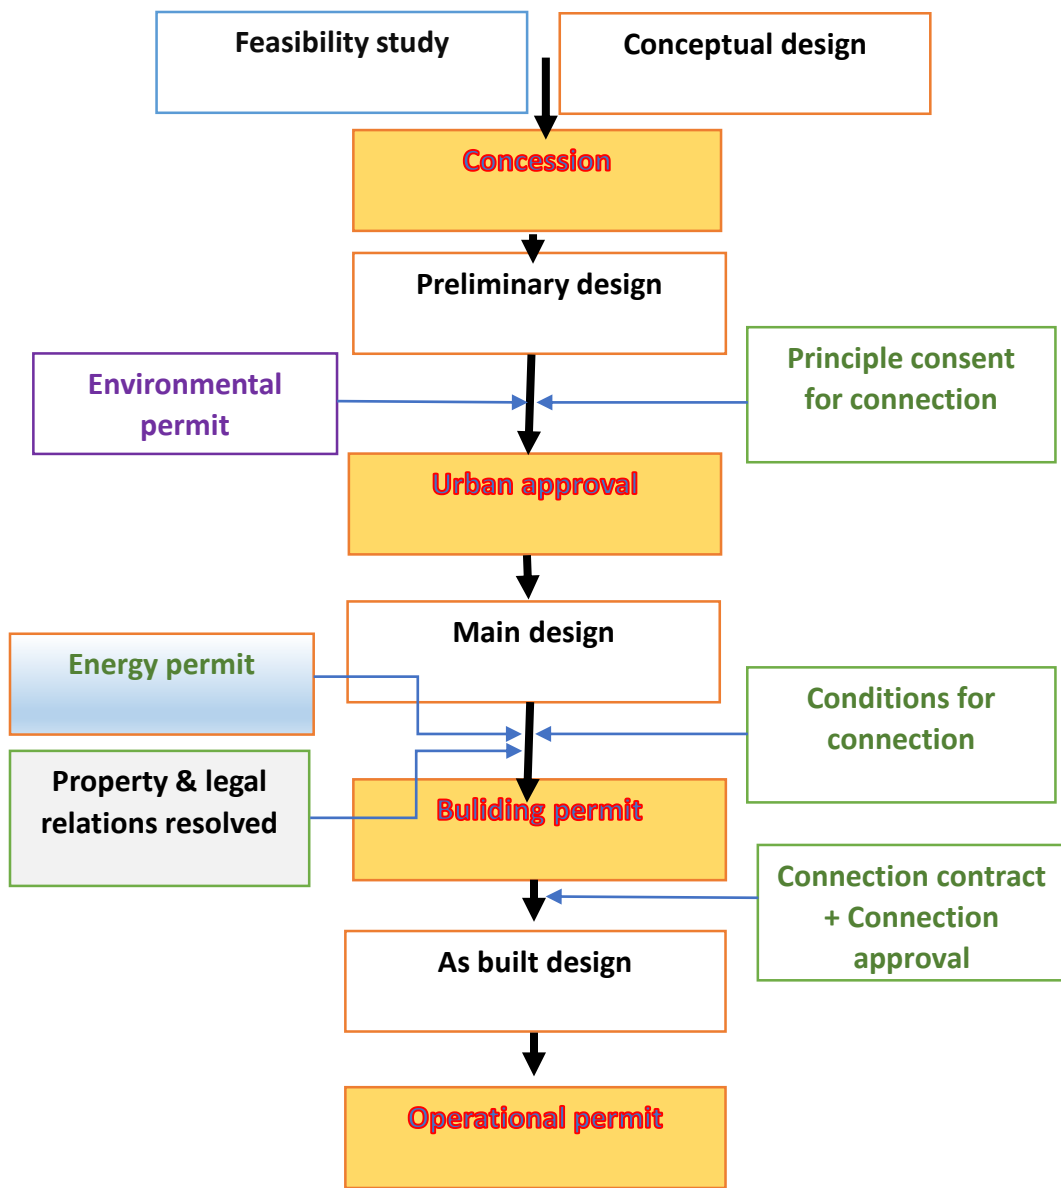 Feasibility study
Conceptual design
Concession
Preliminary design
Environmental
permit
Principle consent
for connection
Urban approval
Main design
Energy permit
Conditions for
connection
Property & legal
relations resolved
Buliding permit
Connection contract
+ Connection
approval
As built design
Operational permit